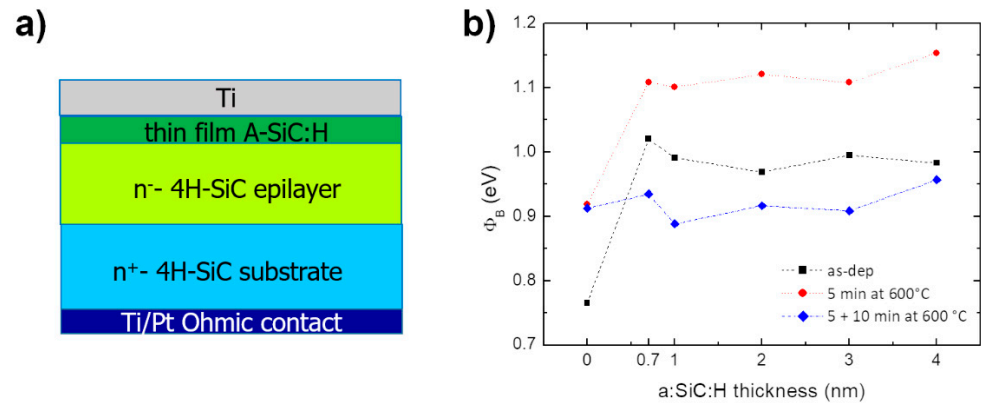 a)
Ti
thin film A-SiC:H
n⁻- 4H-SiC epilayer
n⁺- 4H-SiC substrate
Ti/Pt Ohmic contact
b)
1.2
1.1
1.0
0.9
0.8
0.7
Φ_B (eV)
as-dep
5 min at 600°C
5 + 10 min at 600 °C
0 0.7 1 2 3 4
a:SiC:H thickness (nm)